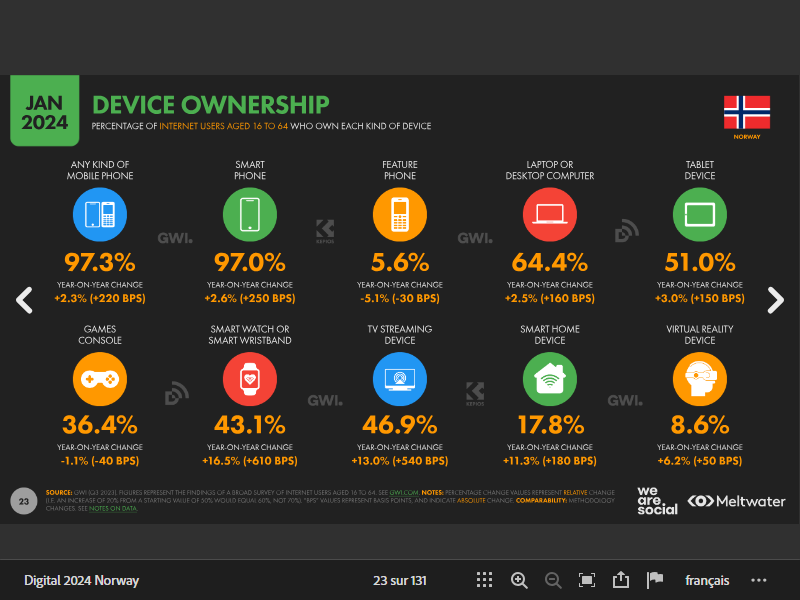 JAN
2024
DEVICE OWNERSHIP
PERCENTAGE OF INTERNET USERS AGED 16 TO 64 WHO OWN EACH KIND OF DEVICE
NORWAY
ANY KIND OF
MOBILE PHONE
SMART
PHONE
FEATURE
PHONE
LAPTOP OR
DESKTOP COMPUTER
TABLET
DEVICE
GWI.
KEPIOS
GWI.
97.3%
97.0%
5.6%
64.4%
51.0%
YEAR-ON-YEAR CHANGE
YEAR-ON-YEAR CHANGE
YEAR-ON-YEAR CHANGE
YEAR-ON-YEAR CHANGE
YEAR-ON-YEAR CHANGE
+2.3% (+220 BPS)
+2.6% (+250 BPS)
-5.1% (-30 BPS)
+2.5% (+160 BPS)
+3.0% (+150 BPS)
GAMES
CONSOLE
SMART WATCH OR
SMART WRISTBAND
TV STREAMING
DEVICE
SMART HOME
DEVICE
VIRTUAL REALITY
DEVICE
GWI.
KEPIOS
GWI.
36.4%
43.1%
46.9%
17.8%
8.6%
YEAR-ON-YEAR CHANGE
YEAR-ON-YEAR CHANGE
YEAR-ON-YEAR CHANGE
YEAR-ON-YEAR CHANGE
YEAR-ON-YEAR CHANGE
-1.1% (-40 BPS)
+16.5% (+610 BPS)
+13.0% (+540 BPS)
+11.3% (+180 BPS)
+6.2% (+50 BPS)
23
SOURCE: GWI (Q3 2023). FIGURES REPRESENT THE FINDINGS OF A BROAD SURVEY OF INTERNET USERS AGED 16 TO 64. SEE GWI.COM. NOTES: PERCENTAGE CHANGE VALUES REPRESENT RELATIVE CHANGE
(I.E. AN INCREASE OF 20% FROM A STARTING VALUE OF 50% WOULD EQUAL 60%, NOT 70%). "BPS" VALUES REPRESENT BASIS POINTS, AND INDICATE ABSOLUTE CHANGE. COMPARABILITY: METHODOLOGY
CHANGES. SEE NOTES ON DATA.
we
are.
social
Meltwater
Digital 2024 Norway
23 sur 131
français